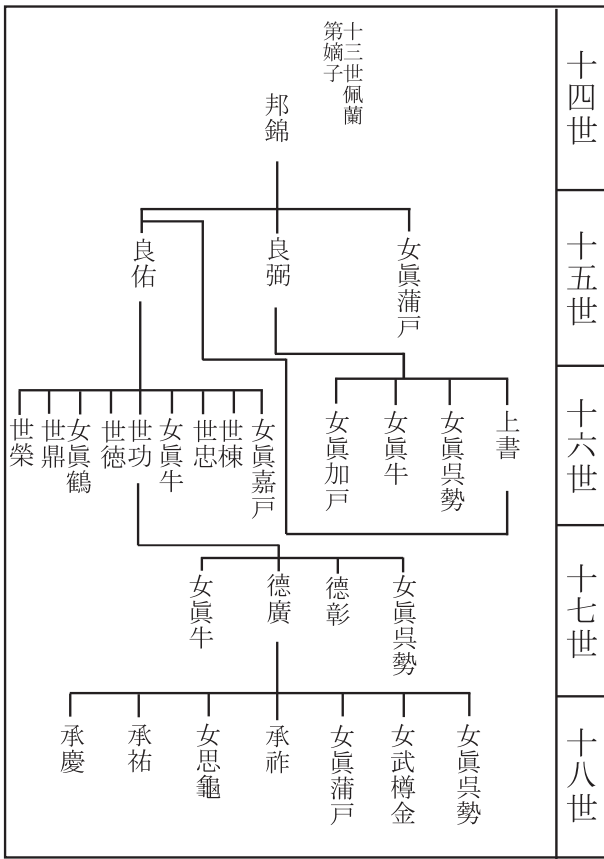 十四世
十三世佩蘭
第嫡子
邦錦
十五世
女眞蒲戸
良弼
良佑
十六世
上書
女眞呉勢
女眞牛
女眞加戸
女眞嘉戸
世棟
世忠
女眞牛
世功
世徳
女眞鶴
世鼎
世榮
十七世
女眞呉勢
德彰
德廣
女眞牛
十八世
女眞呉勢
女武樽金
女眞蒲戸
承祚
女思龜
承祐
承慶